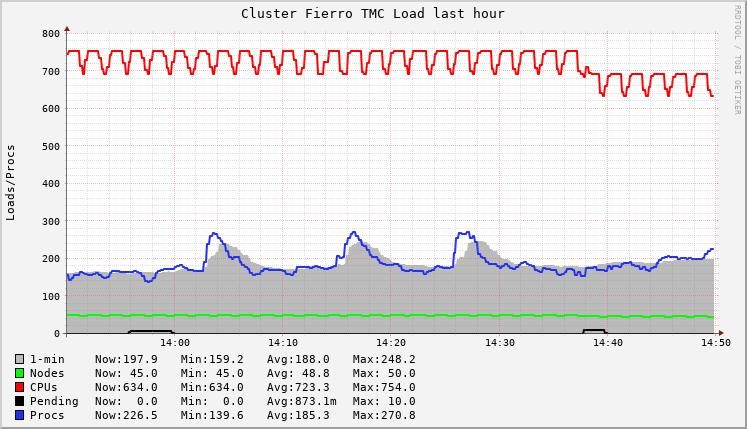 Cluster Fierro TMC Load last hour
RRDTOOL / TOBI OETIKER
Loads/Procs
800
700
600
500
400
300
200
100
0
14:00 14:10 14:20 14:30 14:40 14:50
1-min Now:197.9 Min:159.2 Avg:188.0 Max:248.2
Nodes Now: 45.0 Min: 45.0 Avg: 48.8 Max: 50.0
CPUs Now:634.0 Min:634.0 Avg:723.3 Max:754.0
Pending Now: 0.0 Min: 0.0 Avg:873.1m Max: 10.0
Procs Now:226.5 Min:139.6 Avg:185.3 Max:270.8